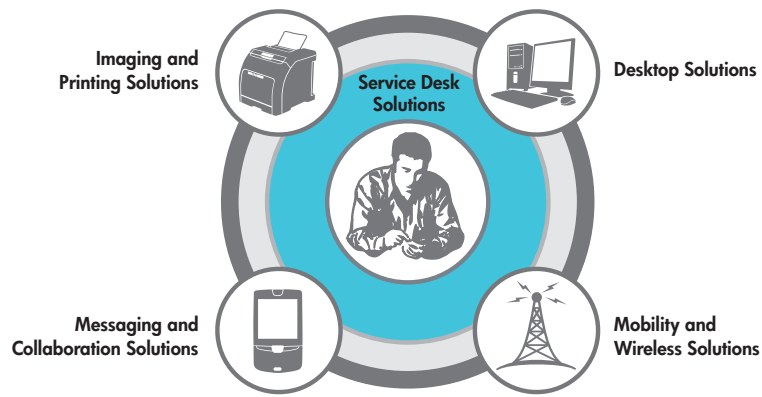 Imaging and
Printing Solutions
Service Desk
Solutions
Desktop Solutions
Messaging and
Collaboration Solutions
Mobility and
Wireless Solutions